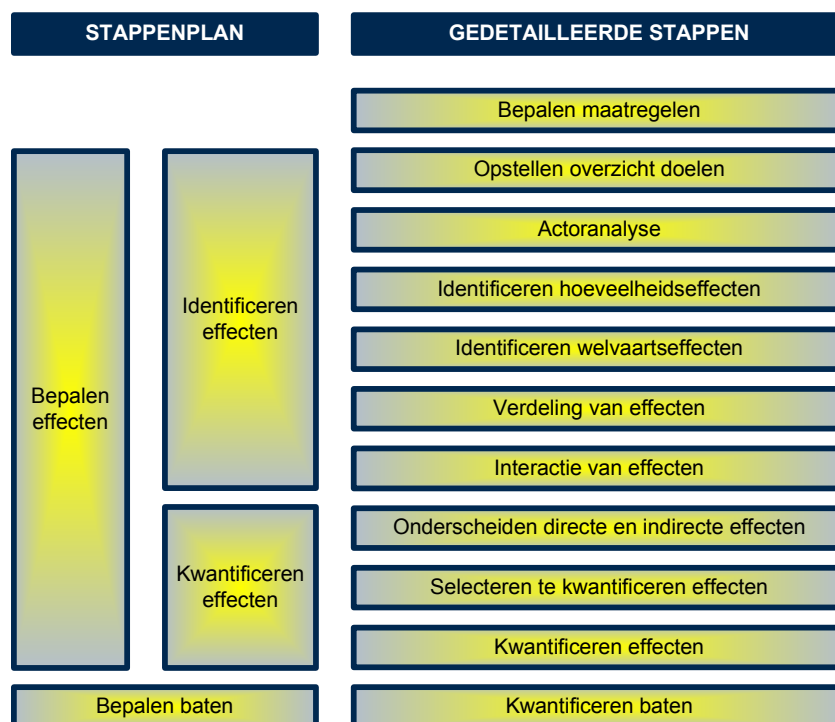 STAPPENPLAN
GEDETAILLEERDE STAPPEN
Bepalen maatregelen
Opstellen overzicht doelen
Actoranalyse
Identificeren hoeveelheidseffecten
Identificeren
effecten
Identificeren welvaartseffecten
Bepalen
effecten
Verdeling van effecten
Interactie van effecten
Onderscheiden directe en indirecte effecten
Kwantificeren
effecten
Selecteren te kwantificeren effecten
Kwantificeren effecten
Bepalen baten
Kwantificeren baten